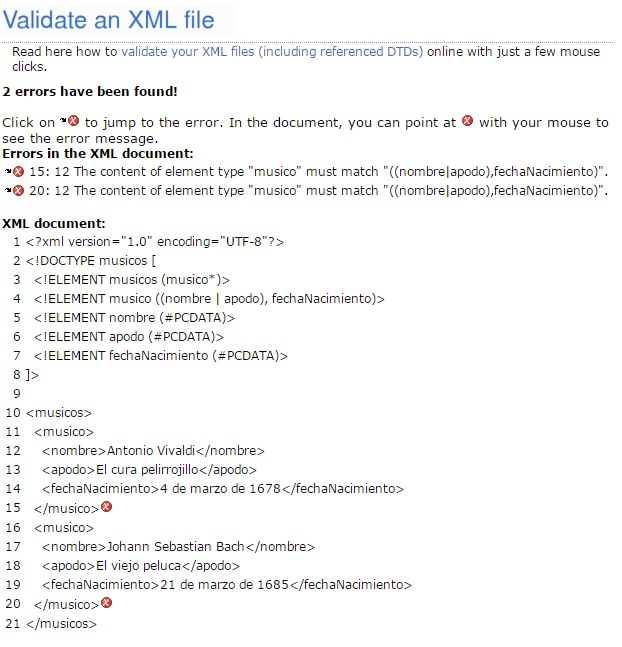 Validate an XML file
Read here how to validate your XML files (including referenced DTDs) online with just a few mouse
clicks.
2 errors have been found!
Click on to jump to the error. In the document, you can point at with your mouse to
see the error message.
Errors in the XML document:
15: 12 The content of element type "musico" must match "((nombre|apodo),fechaNacimiento)".
20: 12 The content of element type "musico" must match "((nombre|apodo),fechaNacimiento)".
XML document:
1 <?xml version="1.0" encoding="UTF-8"?>
2 <!DOCTYPE musicos [
3 <!ELEMENT musicos (musico*)>
4 <!ELEMENT musico ((nombre | apodo), fechaNacimiento)>
5 <!ELEMENT nombre (#PCDATA)>
6 <!ELEMENT apodo (#PCDATA)>
7 <!ELEMENT fechaNacimiento (#PCDATA)>
8 ]>
9
10 <musicos>
11 <musico>
12 <nombre>Antonio Vivaldi</nombre>
13 <apodo>El cura pelirrojillo</apodo>
14 <fechaNacimiento>4 de marzo de 1678</fechaNacimiento>
15 </musico>
16 <musico>
17 <nombre>Johann Sebastian Bach</nombre>
18 <apodo>El viejo peluca</apodo>
19 <fechaNacimiento>21 de marzo de 1685</fechaNacimiento>
20 </musico>
21 </musicos>